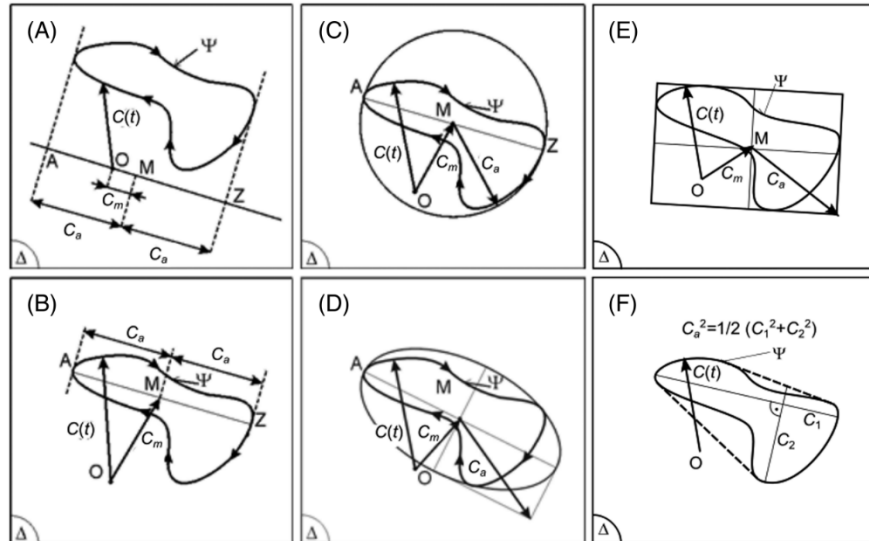 (A)
Ψ
C(t)
O
M
A
Z
Cm
Ca
Ca
Δ
(C)
A
M
Ψ
Z
C(t)
Cm
Ca
O
Δ
(E)
Ψ
C(t)
M
Cm
Ca
O
Δ
(B)
Ca
Ca
A
M
Ψ
Z
C(t)
Cm
O
Δ
(D)
A
M
Ψ
C(t)
Cm
Ca
O
Δ
(F)
Ca²=1/2 (C1²+C2²)
Ψ
C(t)
C1
C2
O
Δ